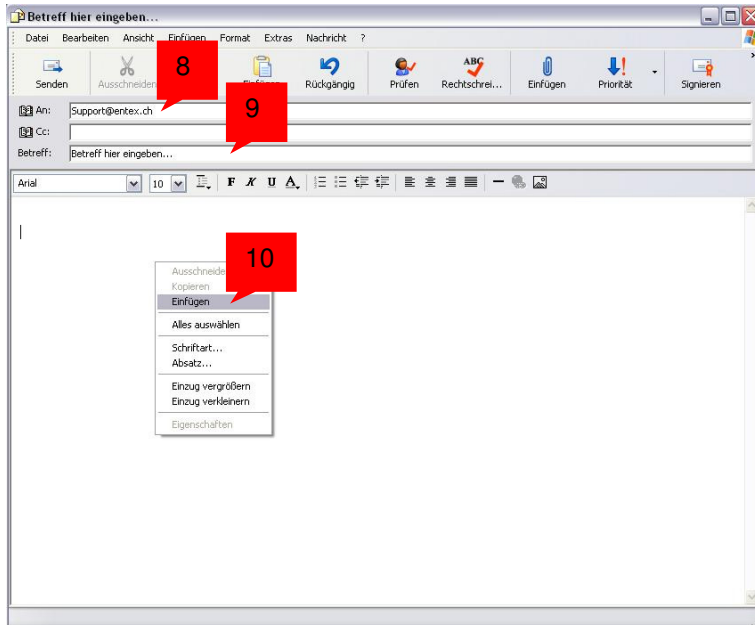 Betreff hier eingeben...
Datei Bearbeiten Ansicht Einfügen Format Extras Nachricht ?
Senden Ausschneiden 8 Rückgängig Prüfen Rechtschrei... Einfügen Priorität Signieren
An: Support@entex.ch
9
Cc:
Betreff: Betreff hier eingeben...
Arial 10 F K U A
10
Ausschneide
Kopieren
Einfügen
Alles auswählen
Schriftart...
Absatz...
Einzug vergrößern
Einzug verkleinern
Eigenschaften